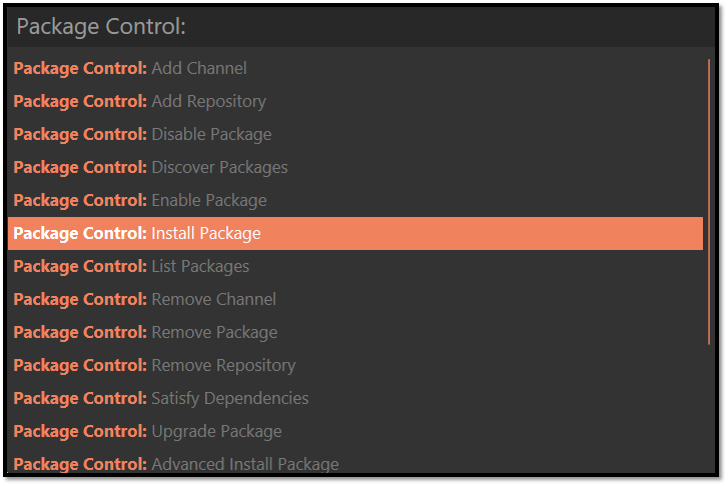 Package Control:
Package Control: Add Channel
Package Control: Add Repository
Package Control: Disable Package
Package Control: Discover Packages
Package Control: Enable Package
Package Control: Install Package
Package Control: List Packages
Package Control: Remove Channel
Package Control: Remove Package
Package Control: Remove Repository
Package Control: Satisfy Dependencies
Package Control: Upgrade Package
Package Control: Advanced Install Package